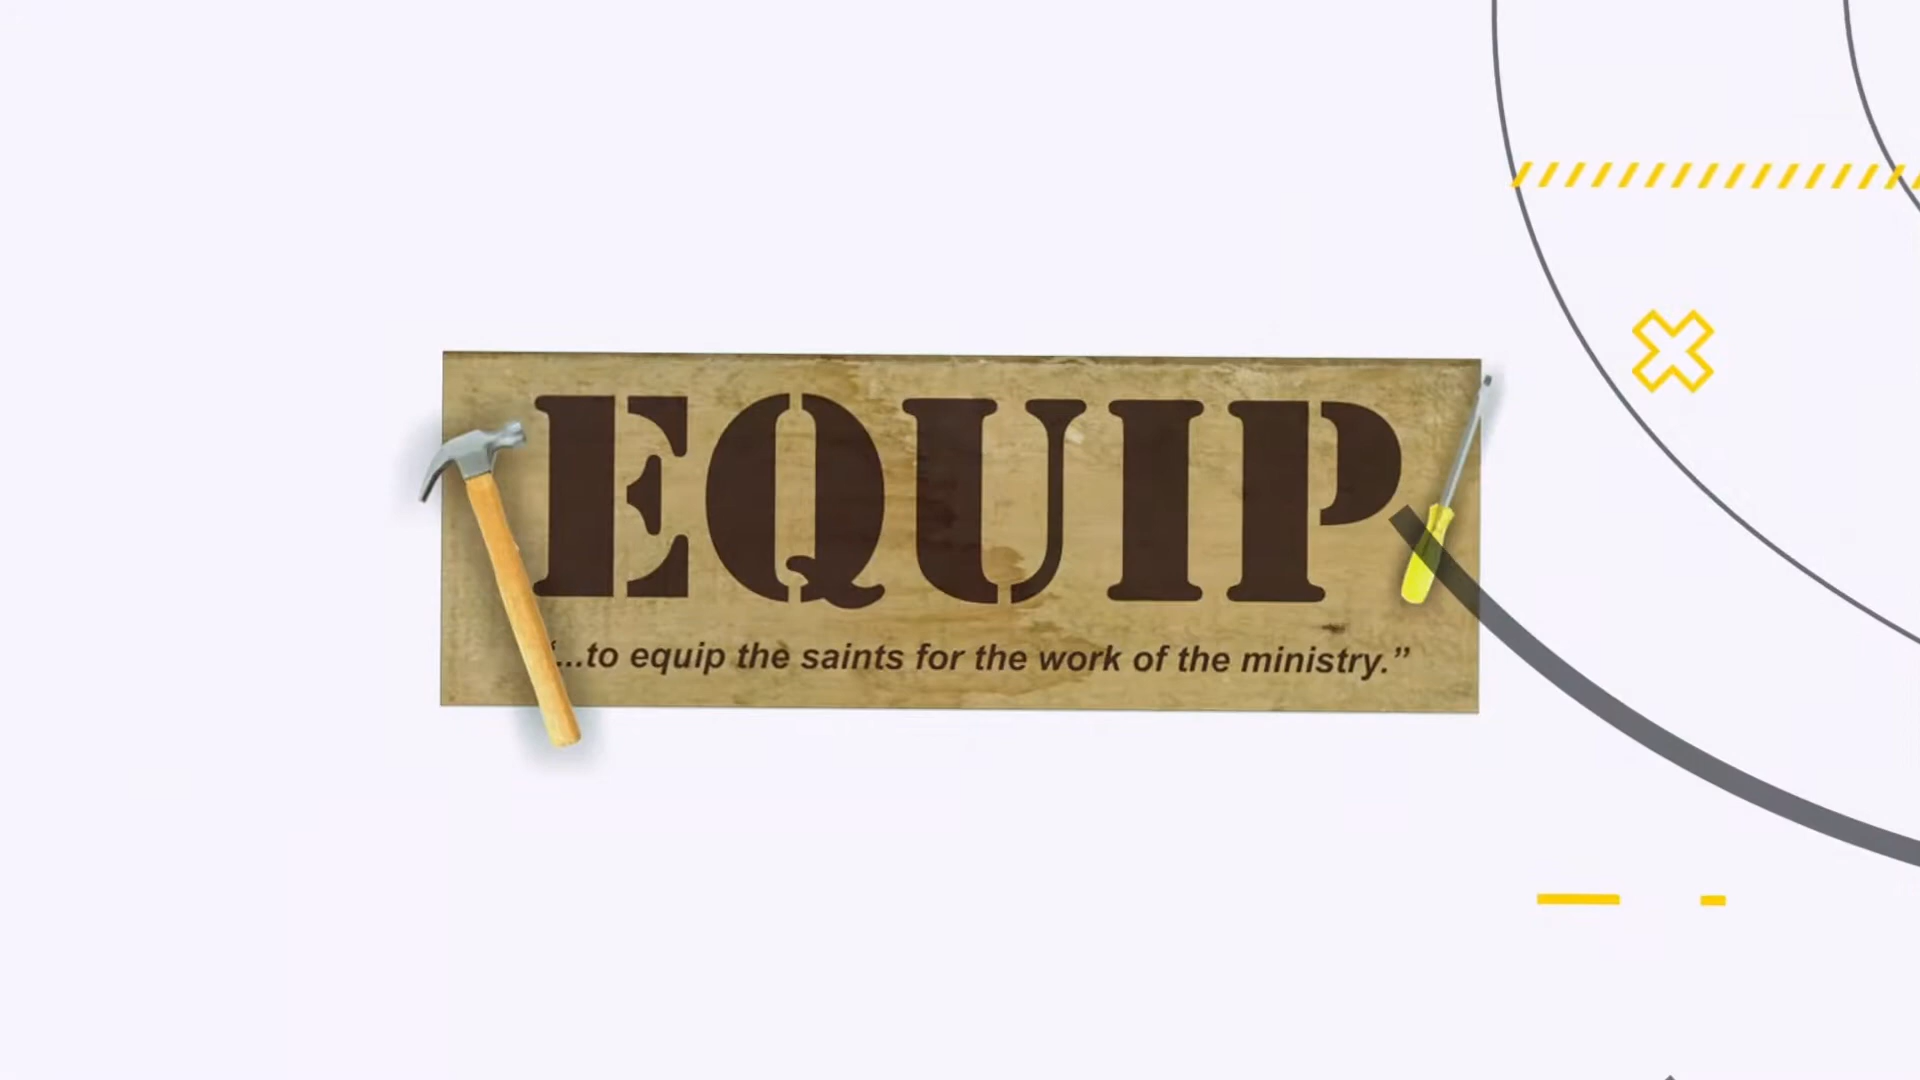 EQUIP
“...to equip the saints for the work of the ministry.”